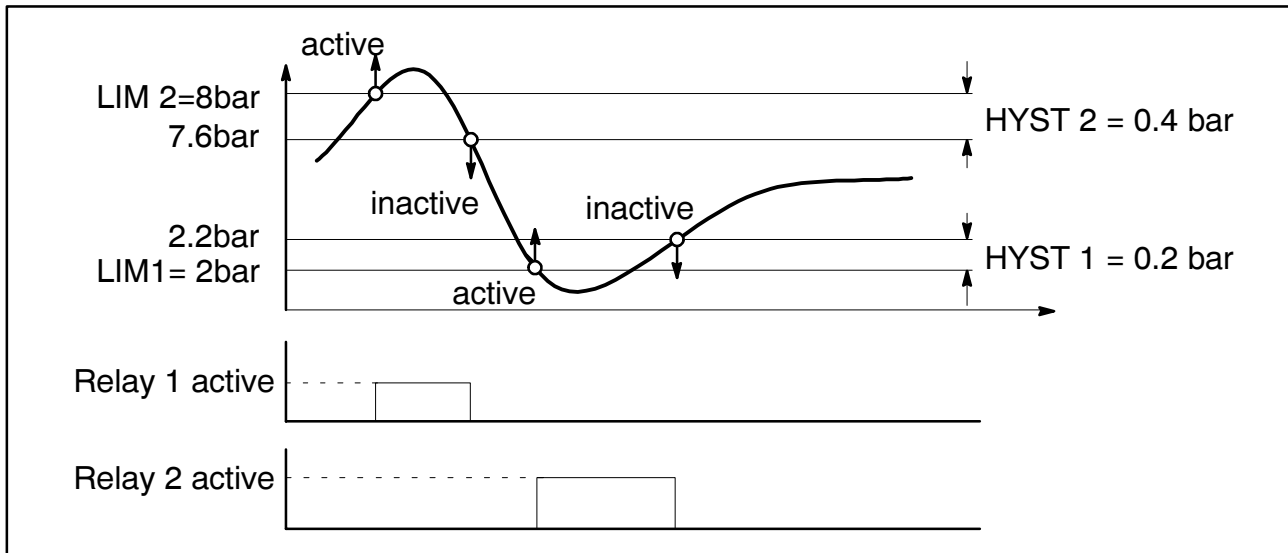 active
LIM 2=8bar
7.6bar
HYST 2 = 0.4 bar
inactive
inactive
2.2bar
LIM1= 2bar
HYST 1 = 0.2 bar
active
Relay 1 active
Relay 2 active